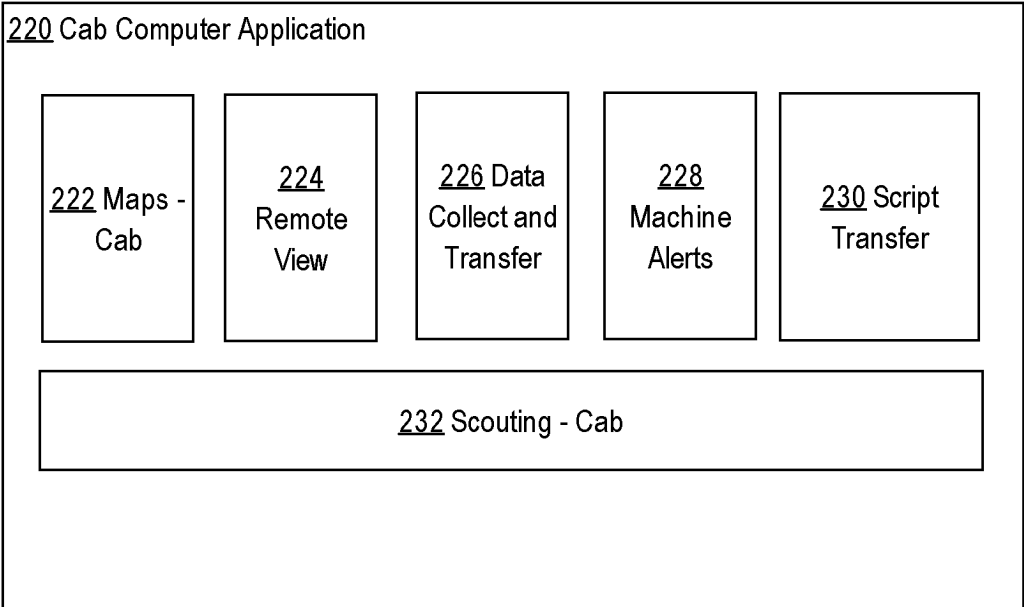 220 Cab Computer Application
222 Maps -
Cab
224
Remote
View
226 Data
Collect and
Transfer
228
Machine
Alerts
230 Script
Transfer
232 Scouting - Cab